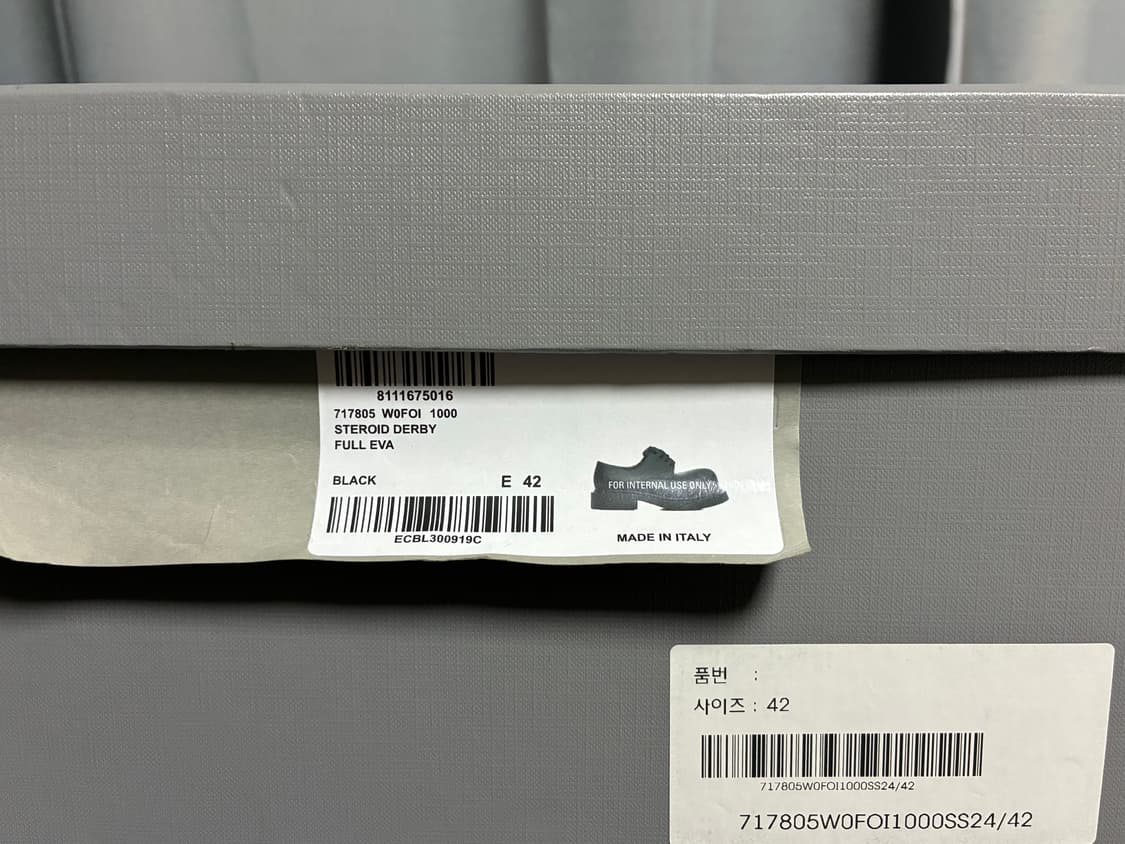 8111675016
717805 W0FOI 1000
STEROID DERBY
FULL EVA
BLACK E 42
FOR INTERNAL USE ONLY
ECBL300919C
MADE IN ITALY
품번 :
사이즈 : 42
717805W0FOI1000SS24/42
717805W0FOI1000SS24/42